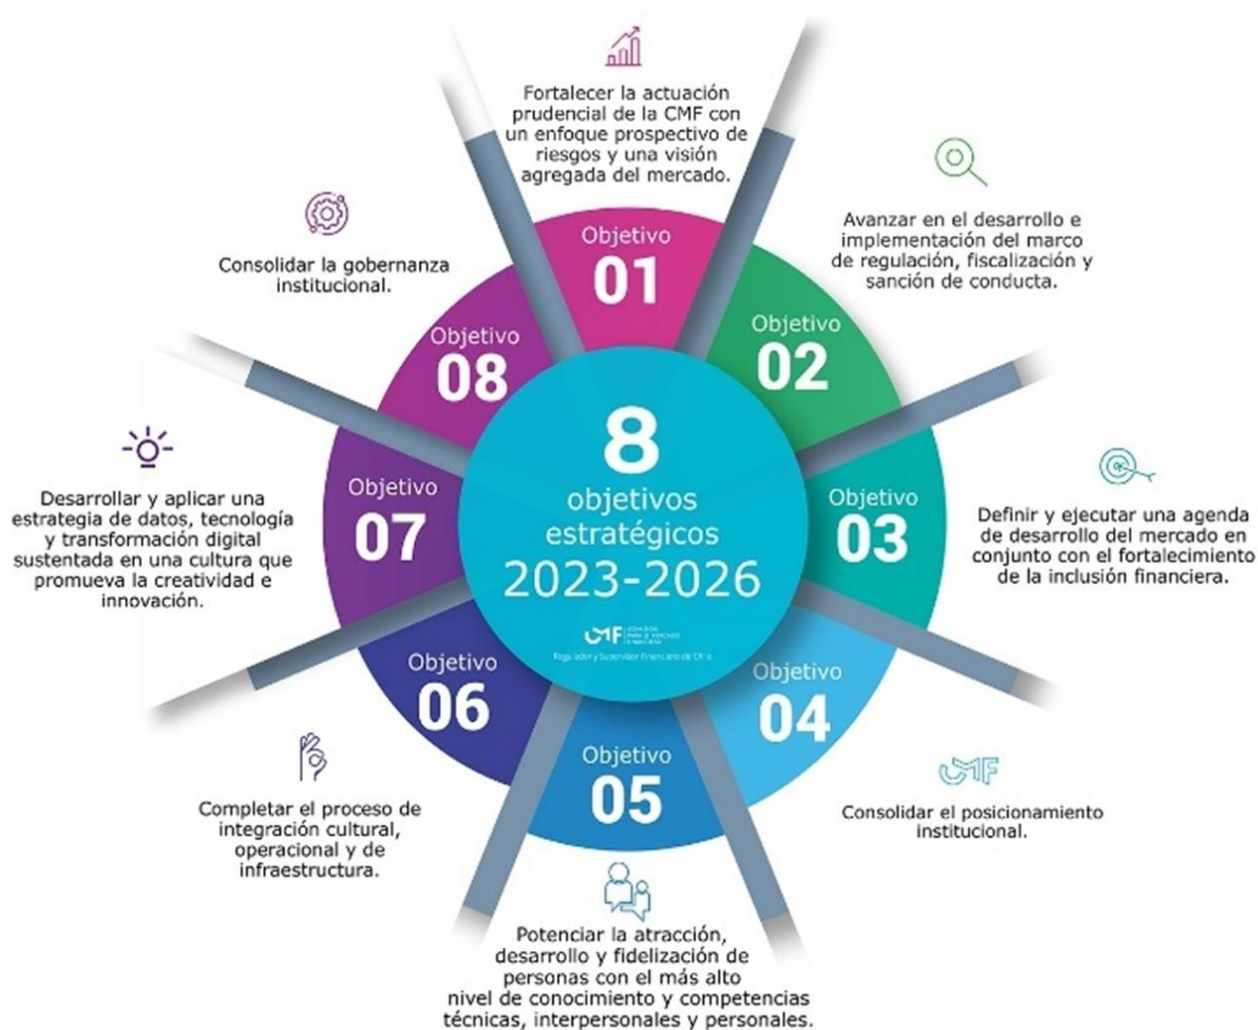 Fortalecer la actuación
prudencial de la CMF con
un enfoque prospectivo de
riesgos y una visión
agregada del mercado.
Objetivo
01
Avanzar en el desarrollo e
implementación del marco
de regulación, fiscalización y
sanción de conducta.
Objetivo
02
Definir y ejecutar una agenda
de desarrollo del mercado en
conjunto con el fortalecimiento
de la inclusión financiera.
Objetivo
03
Consolidar el posicionamiento
institucional.
CMF
Objetivo
04
Potenciar la atracción,
desarrollo y fidelización de
personas con el más alto
nivel de conocimiento y competencias
técnicas, interpersonales y personales.
Objetivo
05
Completar el proceso de
integración cultural,
operacional y de
infraestructura.
Objetivo
06
Desarrollar y aplicar una
estrategia de datos, tecnología
y transformación digital
sustentada en una cultura que
promueva la creatividad e
innovación.
Objetivo
07
Consolidar la gobernanza
institucional.
Objetivo
08
8
objetivos
estratégicos
2023-2026
CMF
Regulador y Supervisor Financiero de Chile